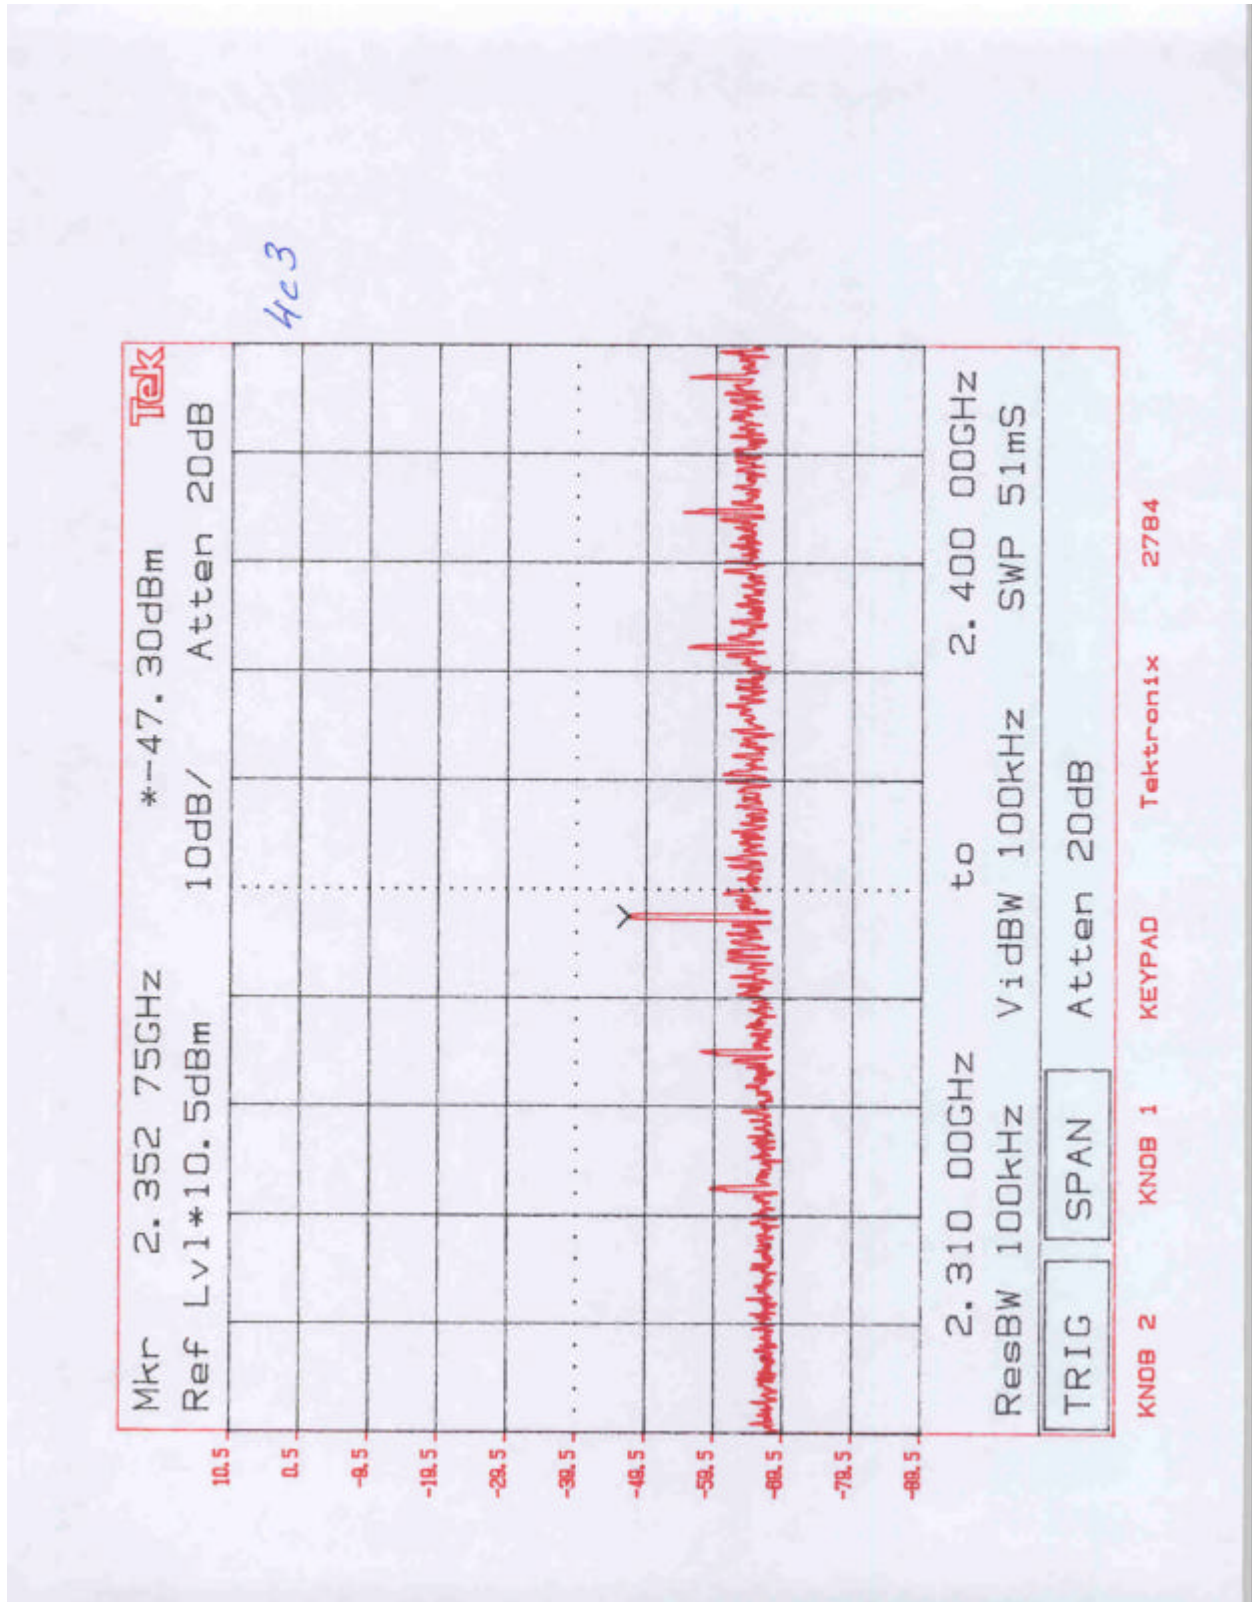 4c3
Mkr 2.352 75GHz *-47.30dBm Tek
Ref Lvl*10.5dBm 10dB/ Atten 20dB
10.5
0.5
-9.5
-19.5
-29.5
-39.5
-49.5
-59.5
-69.5
-79.5
-89.5
2.310 00GHz to 2.400 00GHz
ResBW 100kHz VidBW 100kHz SWP 51mS
TRIG SPAN Atten 20dB
KNOB 2 KNOB 1 KEYPAD Tektronix 2784